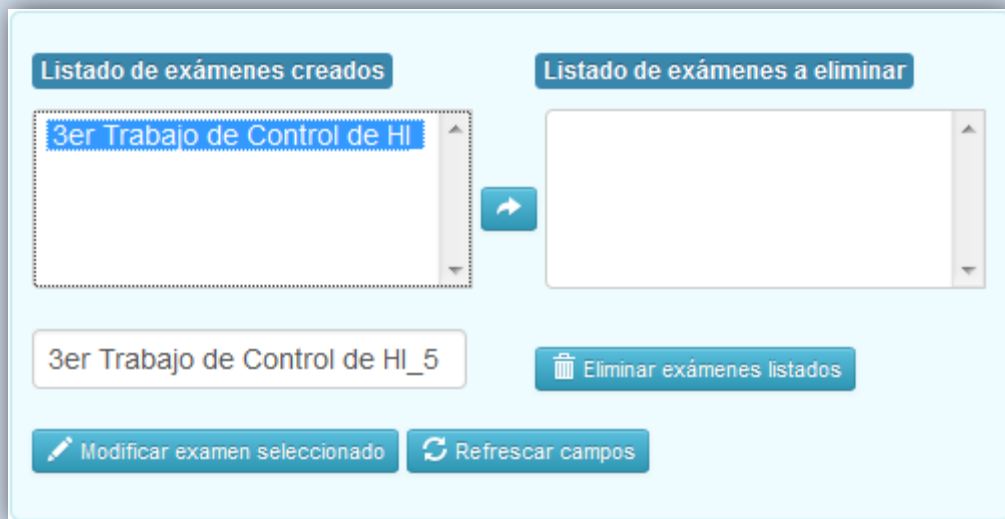 Listado de exámenes creados
Listado de exámenes a eliminar
3er Trabajo de Control de HI
3er Trabajo de Control de HI_5
Eliminar exámenes listados
Modificar examen seleccionado
Refrescar campos